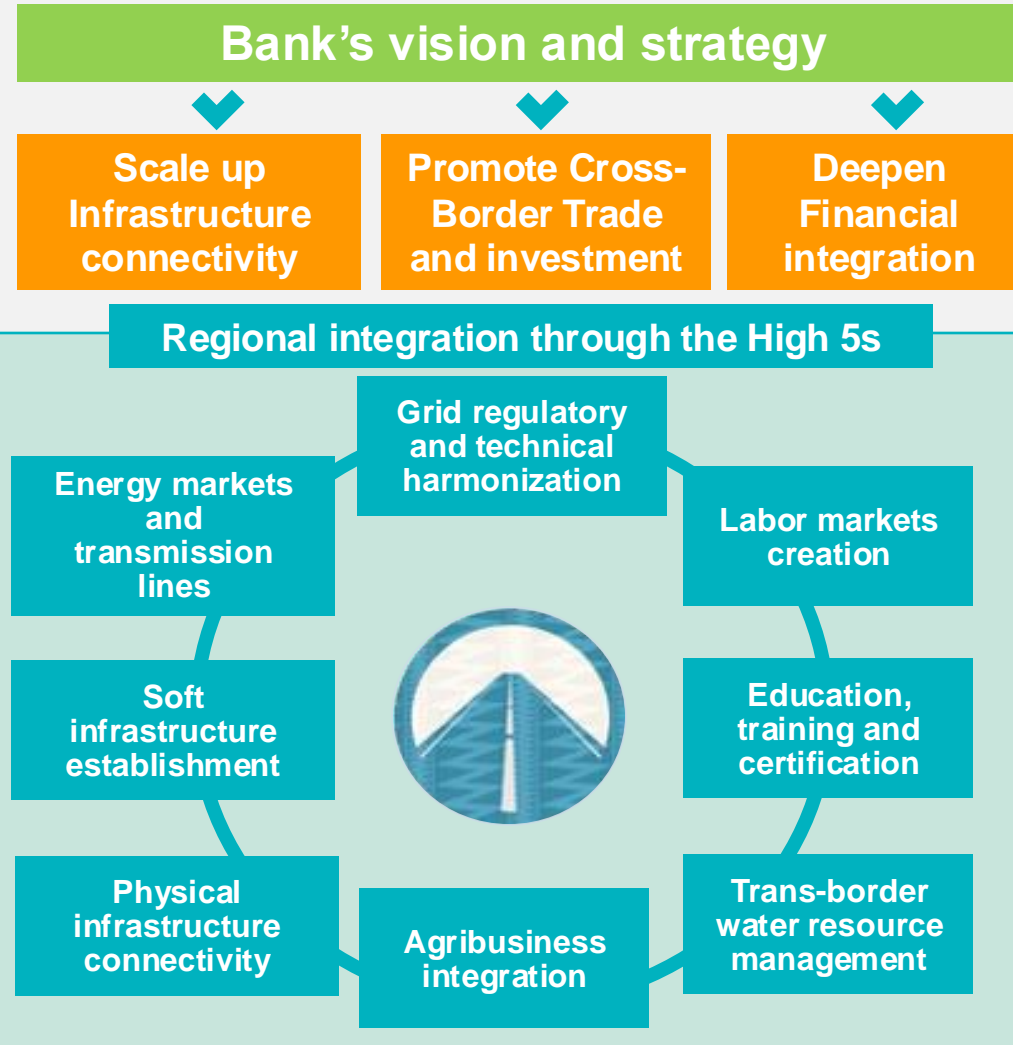 Bank's vision and strategy
Scale up
Infrastructure
connectivity
Promote Cross-
Border Trade
and investment
Deepen
Financial
integration
Regional integration through the High 5s
Grid regulatory
and technical
harmonization
Energy markets
and
transmission
lines
Labor markets
creation
Soft
infrastructure
establishment
Education,
training and
certification
Physical
infrastructure
connectivity
Agribusiness
integration
Trans-border
water resource
management